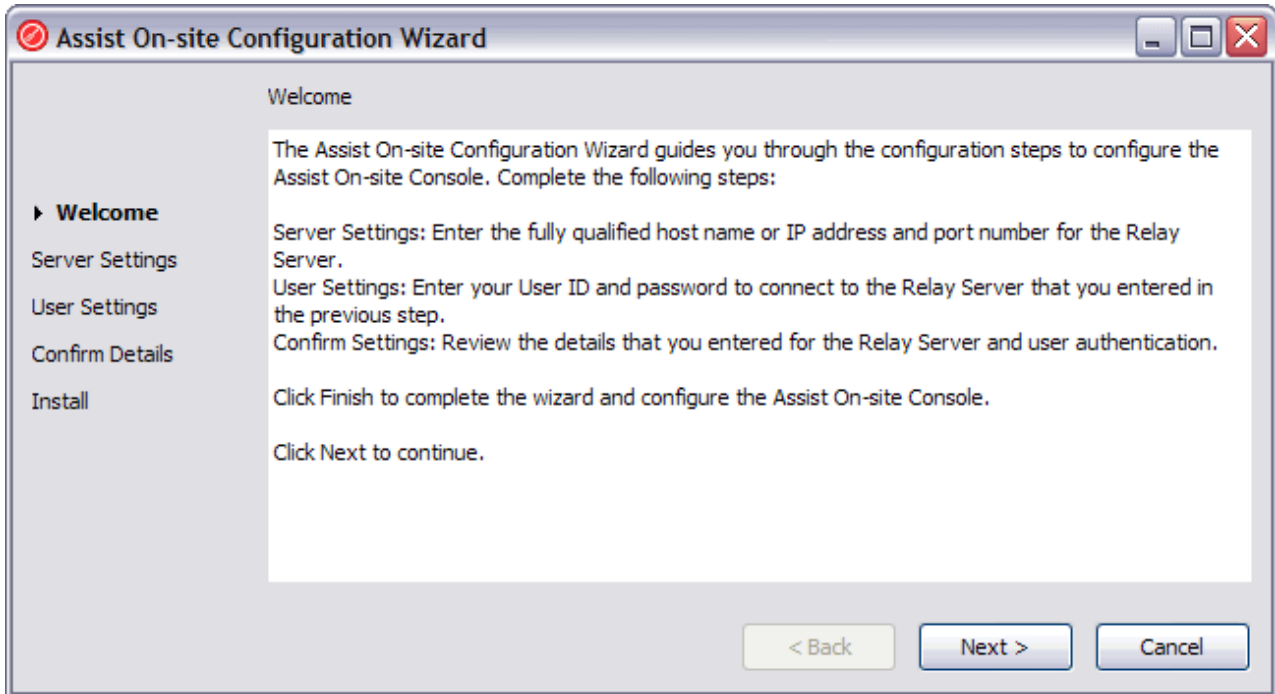 Assist On-site Configuration Wizard
Welcome
The Assist On-site Configuration Wizard guides you through the configuration steps to configure the
Assist On-site Console. Complete the following steps:
Server Settings: Enter the fully qualified host name or IP address and port number for the Relay
Server.
User Settings: Enter your User ID and password to connect to the Relay Server that you entered in
the previous step.
Confirm Settings: Review the details that you entered for the Relay Server and user authentication.
Click Finish to complete the wizard and configure the Assist On-site Console.
Click Next to continue.
Welcome
Server Settings
User Settings
Confirm Details
Install
< Back
Next >
Cancel